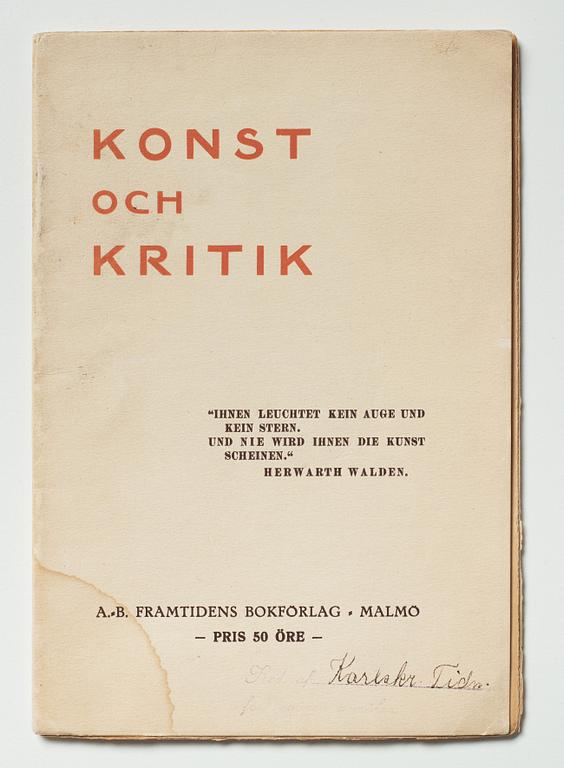 KONST
OCH
KRITIK
“IHNEN LEUCHTET KEIN AUGE UND
KEIN STERN.
UND NIE WIRD IHNEN DIE KUNST
SCHEINEN.“
HERWARTH WALDEN.
A.-B. FRAMTIDENS BOKFÖRLAG - MALMÖ
— PRIS 50 ÖRE —
Karlskr. Tidn.